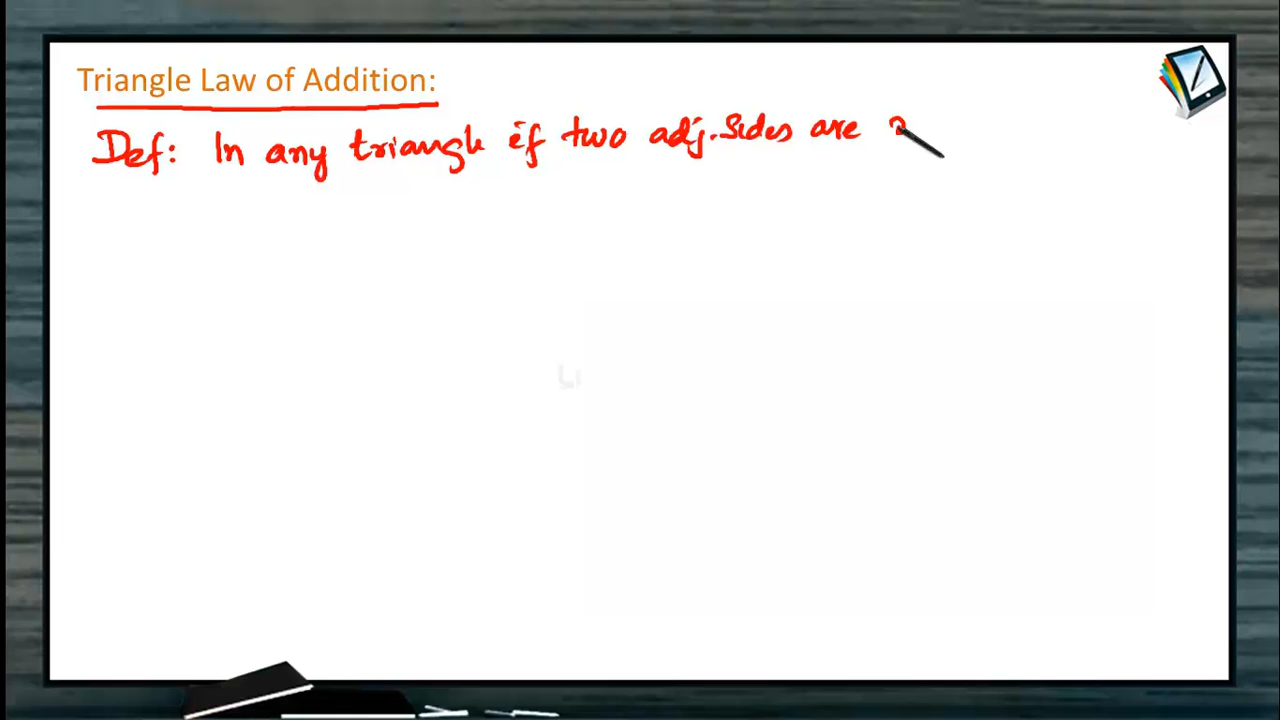 Triangle Law of Addition:
Def: In any triangle if two adj. sides are